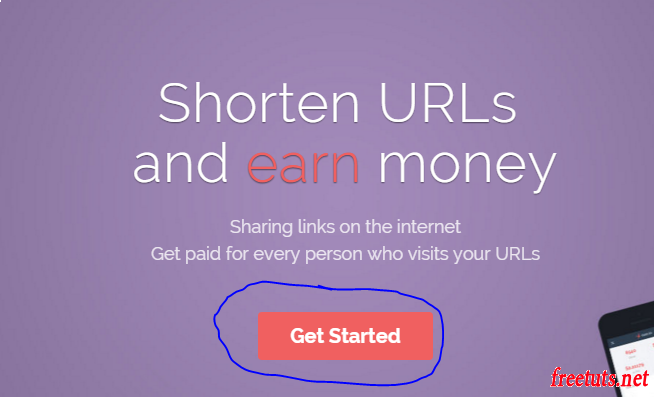 Shorten URLs
and earn money
Sharing links on the internet
Get paid for every person who visits your URLs
Get Started
freetuts.net